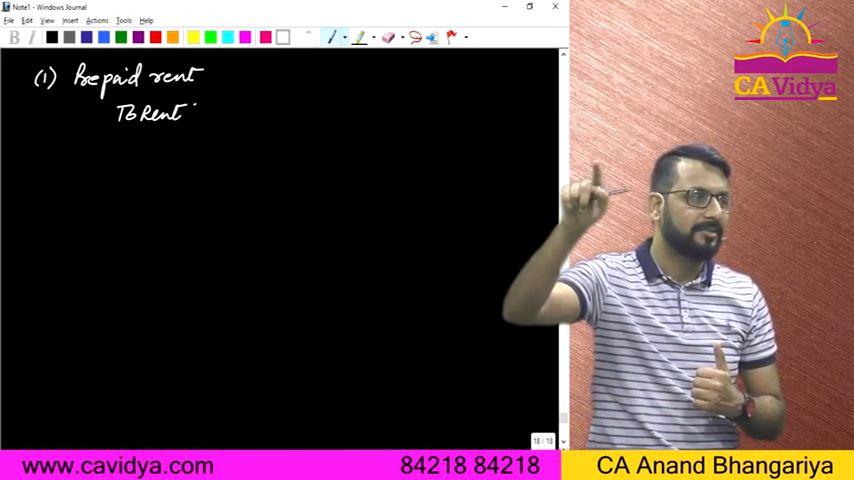 Note1 - Windows Journal
File Edit View Insert Actions Tools Help
B I
(1) Prepaid rent
To Rent
18 / 18
CA Vidya
www.cavidya.com 84218 84218 CA Anand Bhangariya